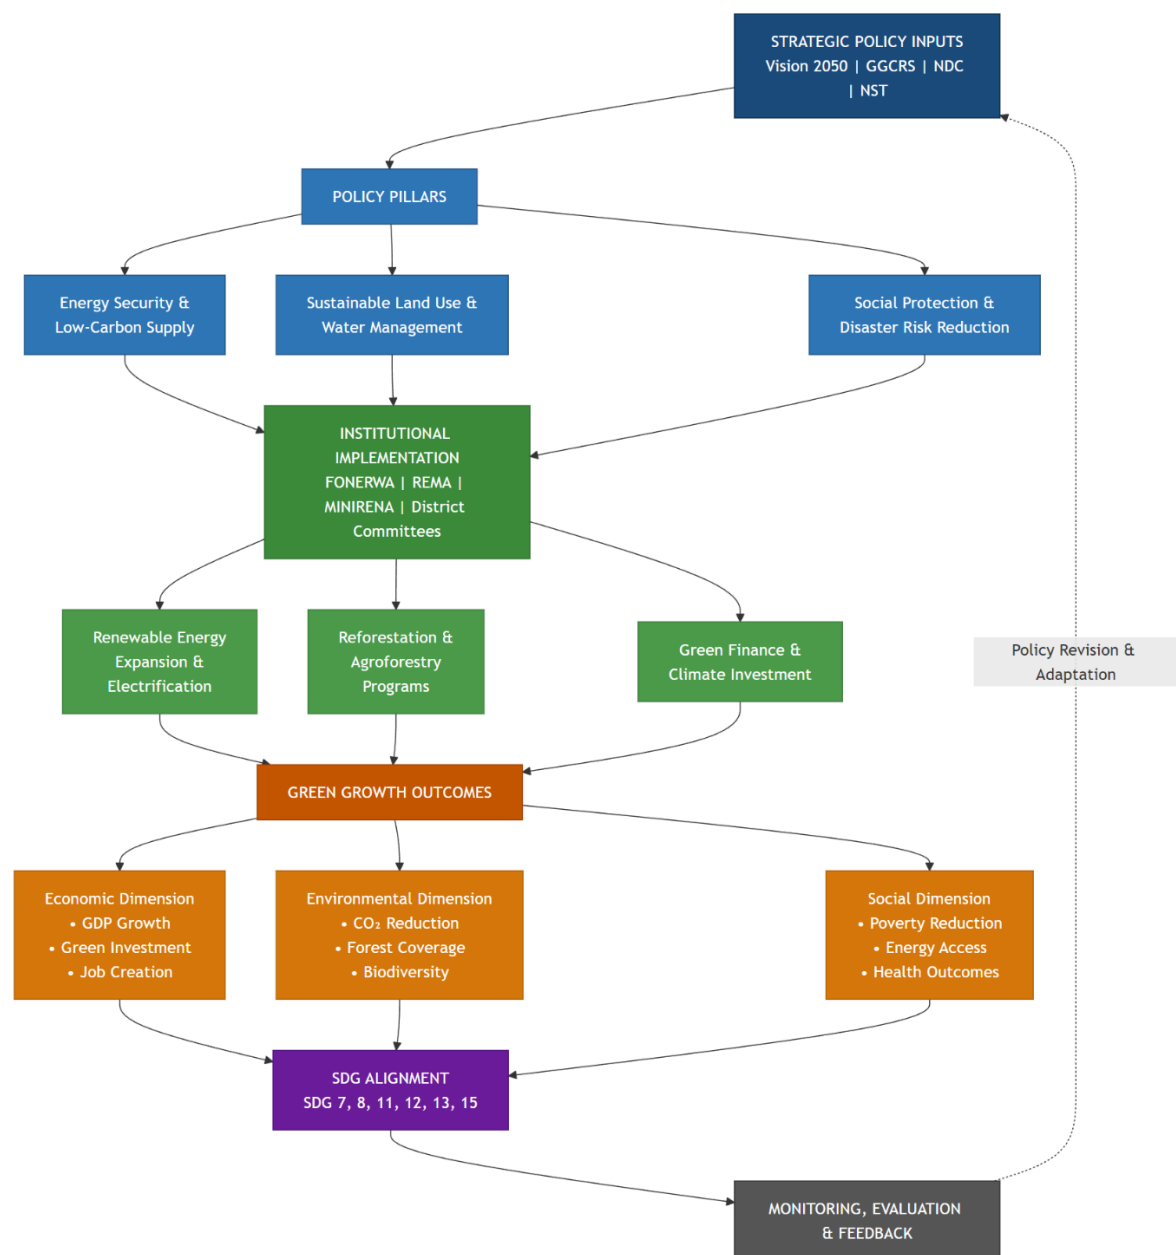 STRATEGIC POLICY INPUTS
Vision 2050 | GGCRS | NDC
| NST
POLICY PILLARS
Energy Security &
Low-Carbon Supply
Sustainable Land Use &
Water Management
Social Protection &
Disaster Risk Reduction
INSTITUTIONAL
IMPLEMENTATION
FONERWA | REMA |
MINIRENA | District
Committees
Renewable Energy
Expansion &
Electrification
Reforestation &
Agroforestry
Programs
Green Finance &
Climate Investment
Policy Revision &
Adaptation
GREEN GROWTH OUTCOMES
Economic Dimension
• GDP Growth
• Green Investment
• Job Creation
Environmental Dimension
• CO₂ Reduction
• Forest Coverage
• Biodiversity
Social Dimension
• Poverty Reduction
• Energy Access
• Health Outcomes
SDG ALIGNMENT
SDG 7, 8, 11, 12, 13, 15
MONITORING, EVALUATION
& FEEDBACK